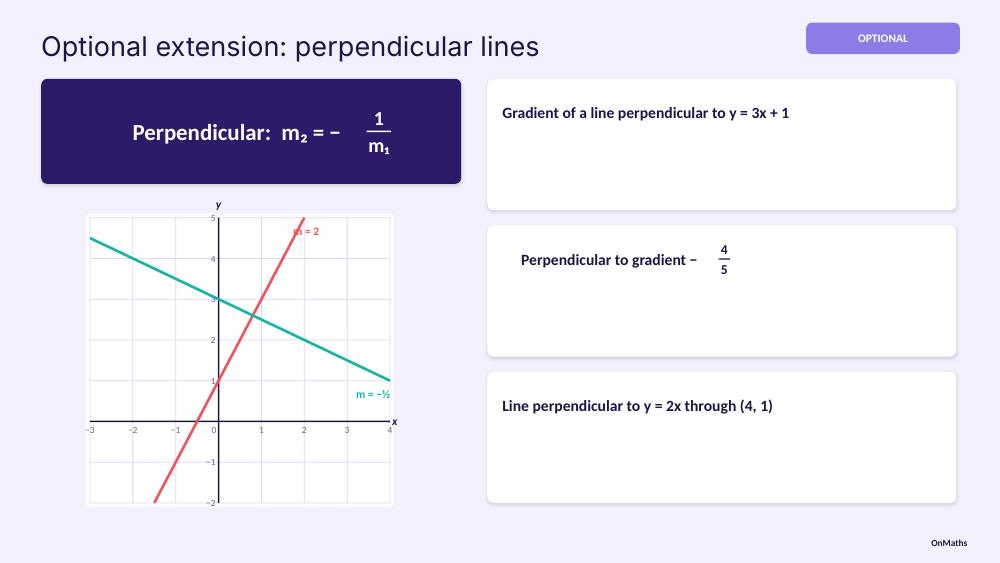 Optional extension: perpendicular lines
OPTIONAL
Perpendicular: m₂ = − 1
m₁
y
5
m = 2
4
3
2
1
m = −½
x
−3 −2 −1 0 1 2 3 4
−1
−2
Gradient of a line perpendicular to y = 3x + 1
Perpendicular to gradient − 4
5
Line perpendicular to y = 2x through (4, 1)
OnMaths